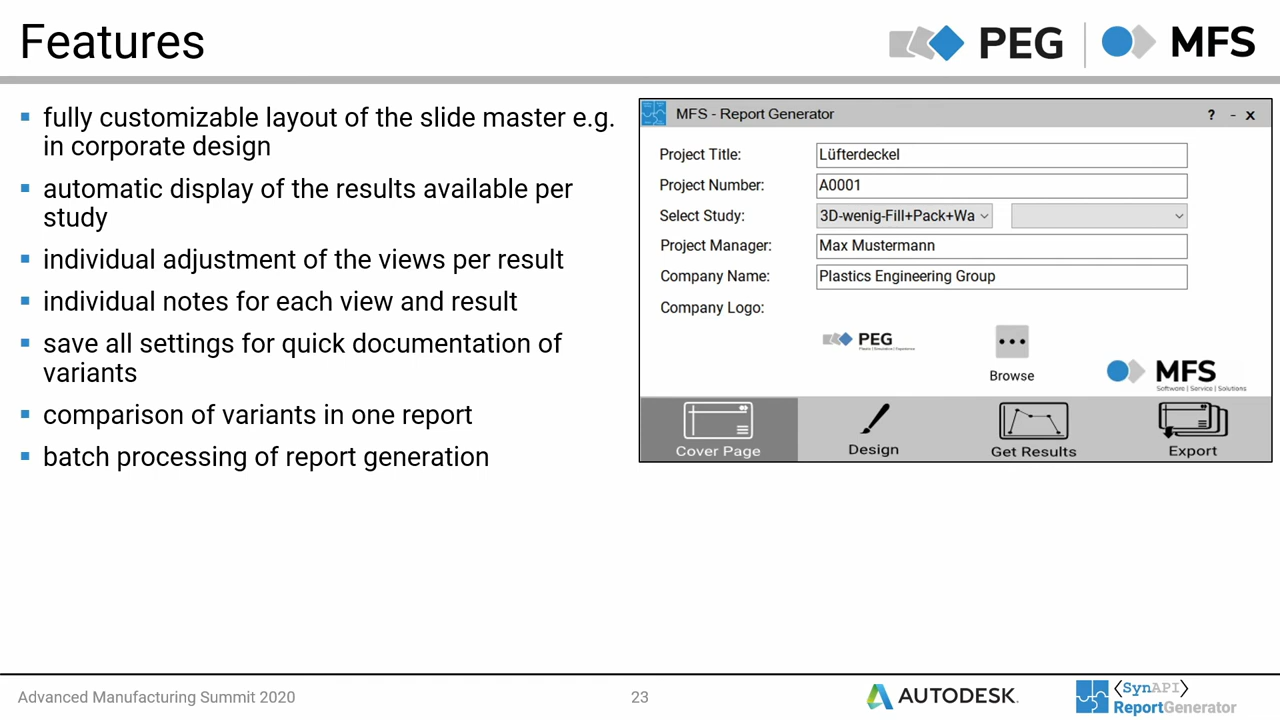 Features
PEG
MFS
fully customizable layout of the slide master e.g.
in corporate design
automatic display of the results available per
study
individual adjustment of the views per result
individual notes for each view and result
save all settings for quick documentation of
variants
comparison of variants in one report
batch processing of report generation
MFS - Report Generator
? - x
Project Title: Lüfterdeckel
Project Number: A0001
Select Study: 3D-wenig-Fill+Pack+Wa
Project Manager: Max Mustermann
Company Name: Plastics Engineering Group
Company Logo:
PEG
Browse
MFS
Software | Service | Solutions
Cover Page
Design
Get Results
Export
Advanced Manufacturing Summit 2020
23
AUTODESK.
<SynAPI>
ReportGenerator